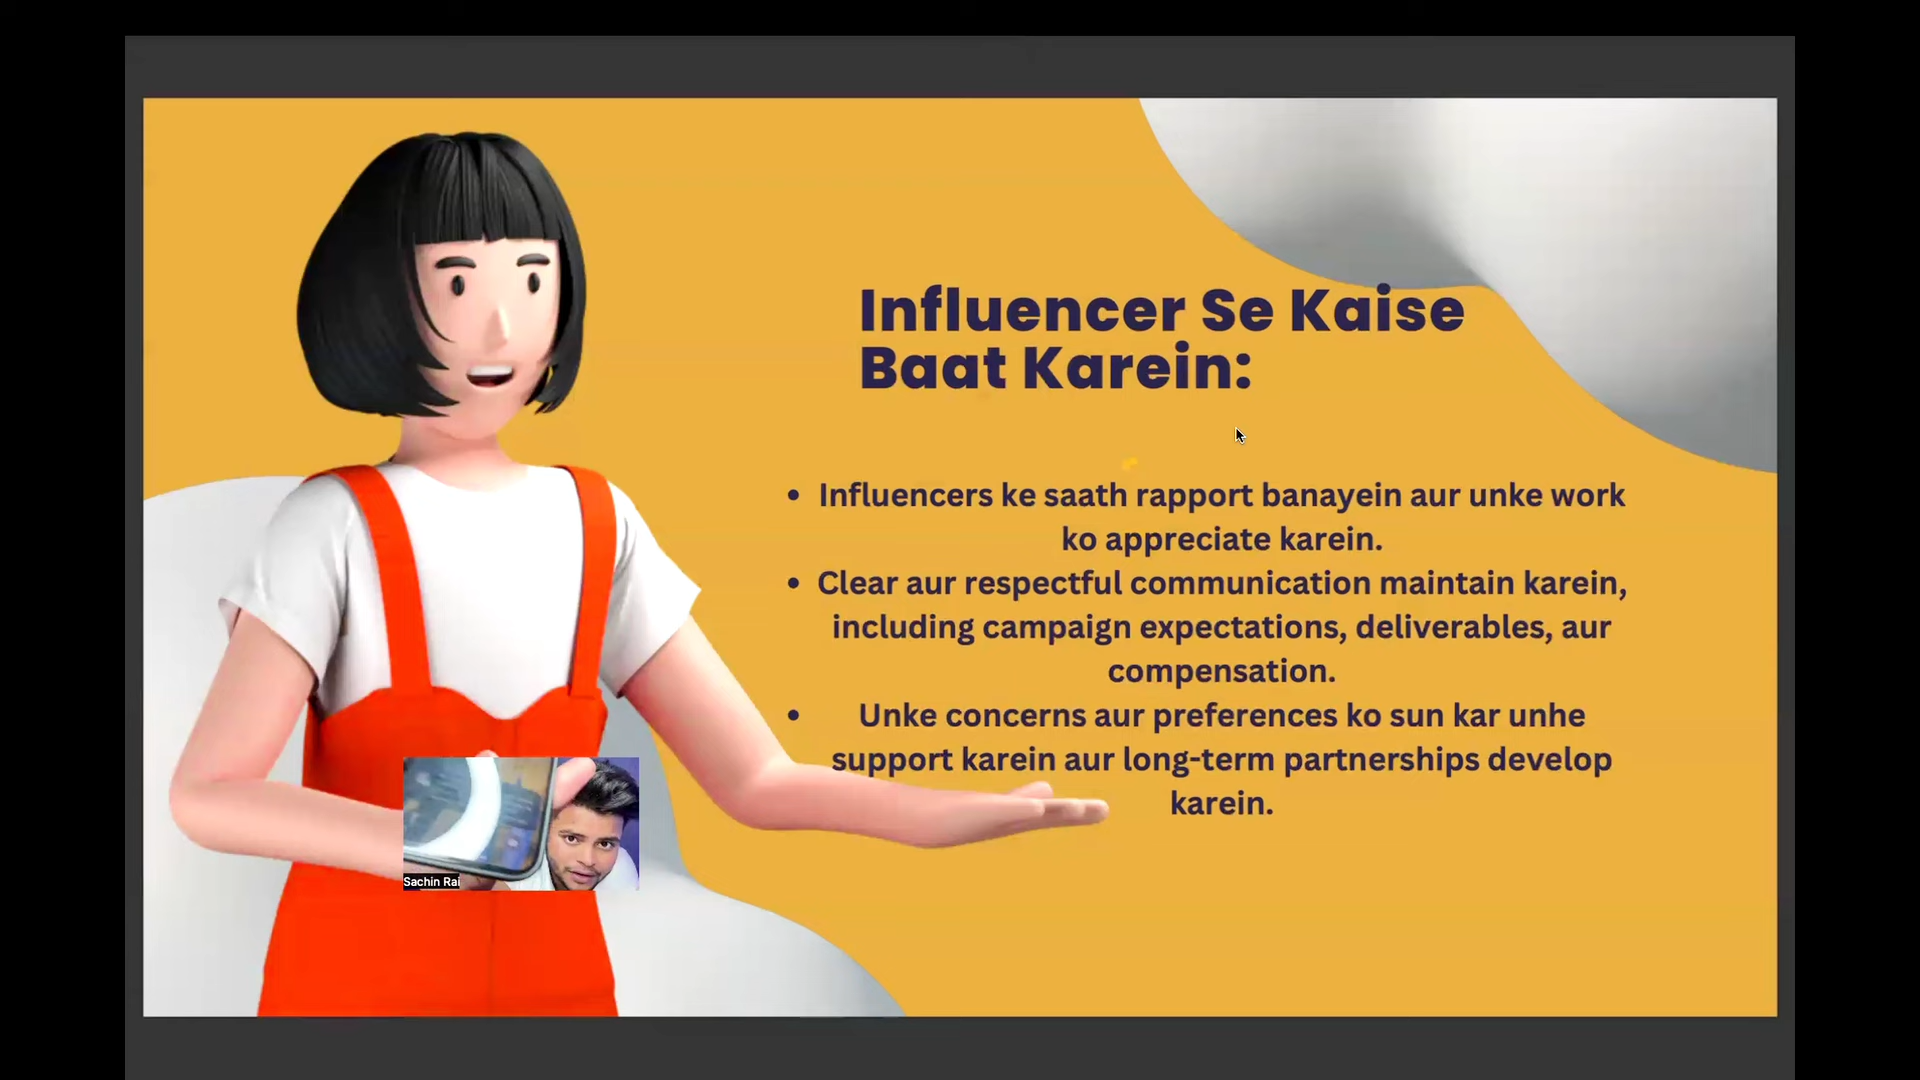 Influencer Se Kaise
Baat Karein:
• Influencers ke saath rapport banayein aur unke work
ko appreciate karein.
• Clear aur respectful communication maintain karein,
including campaign expectations, deliverables, aur
compensation.
• Unke concerns aur preferences ko sun kar unhe
support karein aur long-term partnerships develop
karein.
Sachin Rai